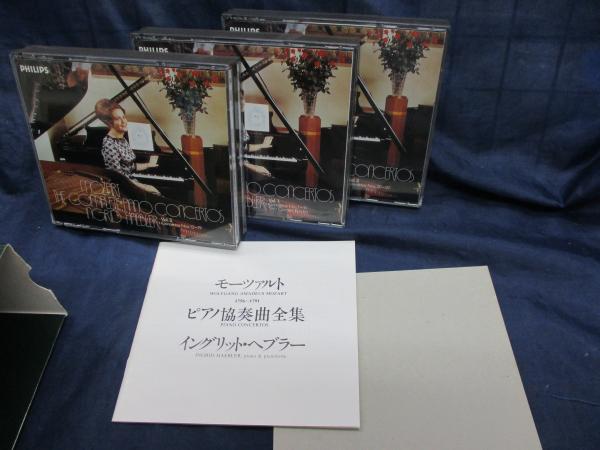 PHILIPS
MOZART
THE COMPLETE PIANO CONCERTOS
INGRID HAEBLER
PHILIPS
CONCERTOS
PHILIPS
CONCERTOS
モーツァルト
WOLFGANG AMADEUS MOZART
1756-1791
ピアノ協奏曲全集
PIANO CONCERTOS
イングリット・ヘブラー
INGRID HAEBLER, piano & pianoforte